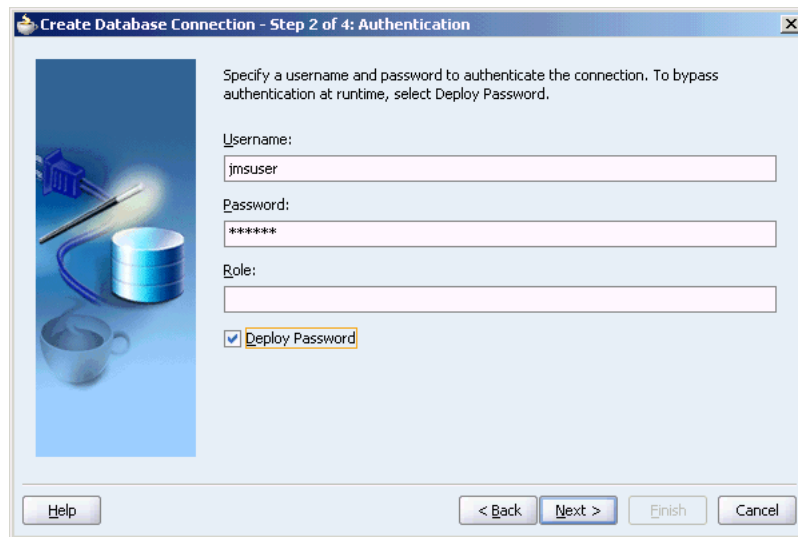 Create Database Connection - Step 2 of 4: Authentication
Specify a username and password to authenticate the connection. To bypass
authentication at runtime, select Deploy Password.
Username:
jmsuser
Password:
******
Role:
Deploy Password
Help
< Back
Next >
Finish
Cancel